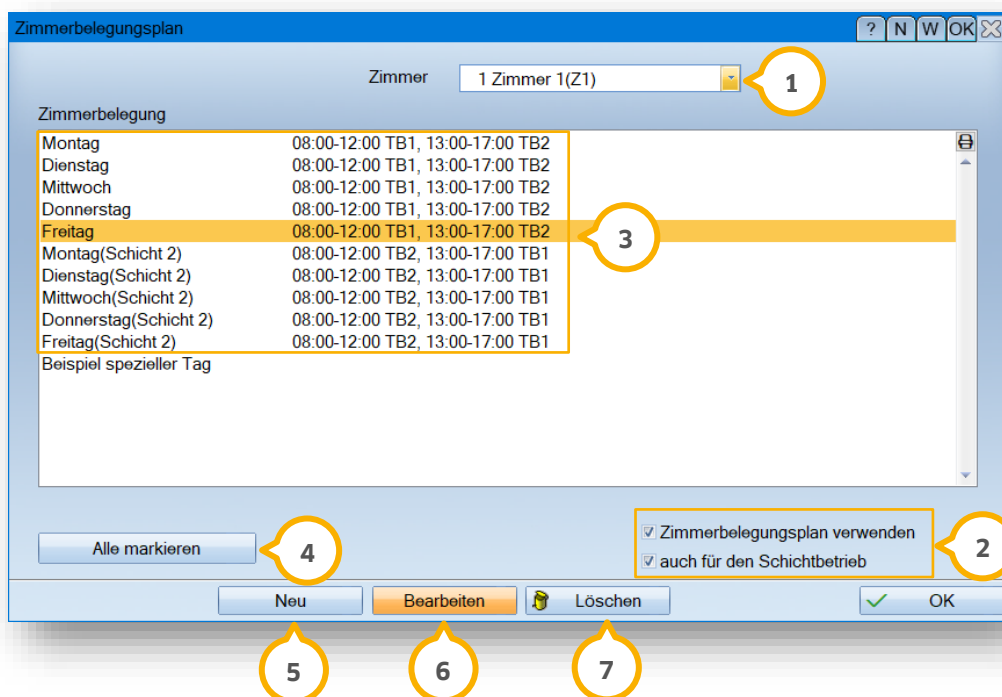 Zimmerbelegungsplan ? N W OK
Zimmer 1 Zimmer 1(Z1) 1
Zimmerbelegung
Montag 08:00-12:00 TB1, 13:00-17:00 TB2
Dienstag 08:00-12:00 TB1, 13:00-17:00 TB2
Mittwoch 08:00-12:00 TB1, 13:00-17:00 TB2
Donnerstag 08:00-12:00 TB1, 13:00-17:00 TB2
Freitag 08:00-12:00 TB1, 13:00-17:00 TB2 3
Montag(Schicht 2) 08:00-12:00 TB2, 13:00-17:00 TB1
Dienstag(Schicht 2) 08:00-12:00 TB2, 13:00-17:00 TB1
Mittwoch(Schicht 2) 08:00-12:00 TB2, 13:00-17:00 TB1
Donnerstag(Schicht 2) 08:00-12:00 TB2, 13:00-17:00 TB1
Freitag(Schicht 2) 08:00-12:00 TB2, 13:00-17:00 TB1
Beispiel spezieller Tag
Zimmerbelegungsplan verwenden
Alle markieren 4 auch für den Schichtbetrieb 2
Neu Bearbeiten Löschen OK
5 6 7